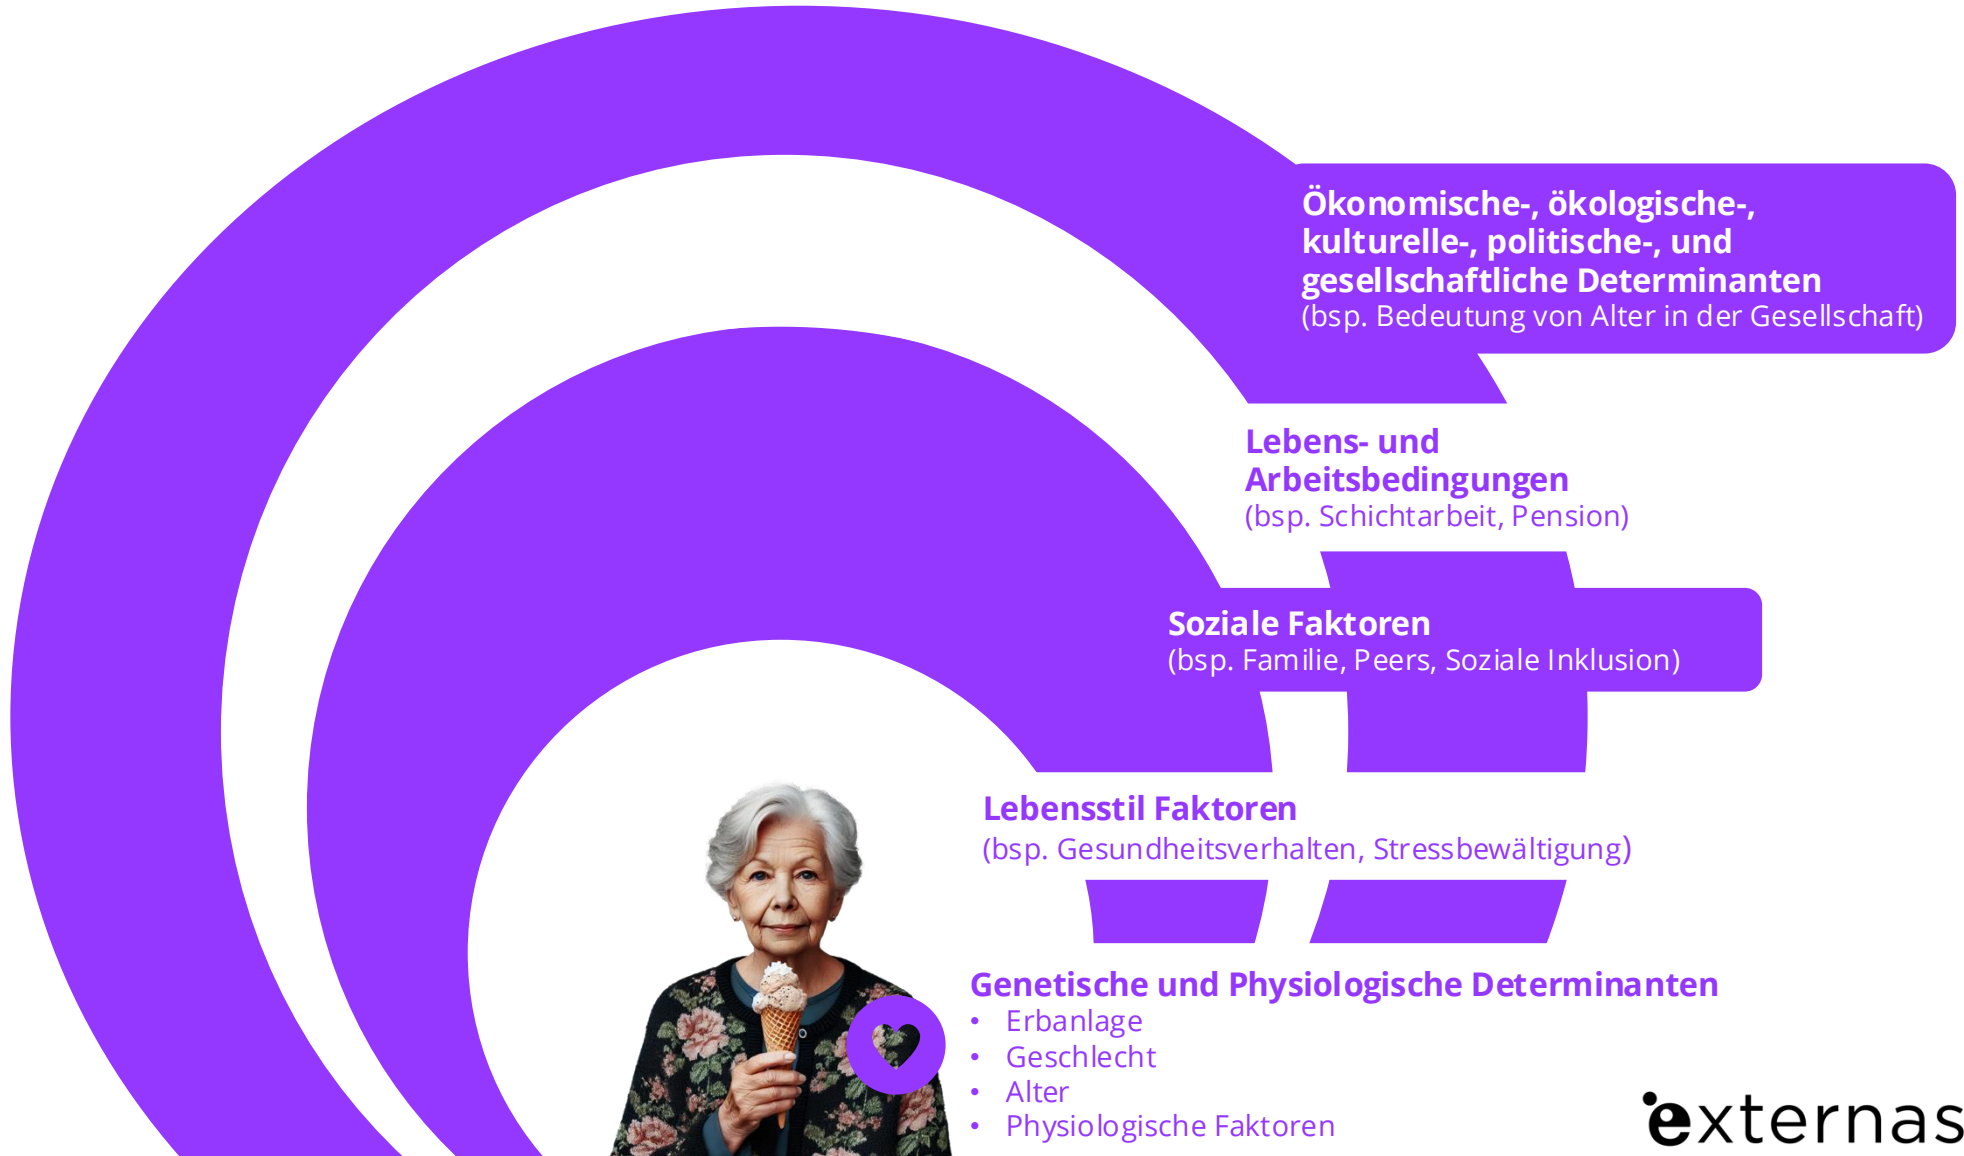 Ökonomische-, ökologische-,
kulturelle-, politische-, und
gesellschaftliche Determinanten
(bsp. Bedeutung von Alter in der Gesellschaft)
Lebens- und
Arbeitsbedingungen
(bsp. Schichtarbeit, Pension)
Soziale Faktoren
(bsp. Familie, Peers, Soziale Inklusion)
Lebensstil Faktoren
(bsp. Gesundheitsverhalten, Stressbewältigung)
Genetische und Physiologische Determinanten
• Erbanlage
• Geschlecht
• Alter
• Physiologische Faktoren
externas